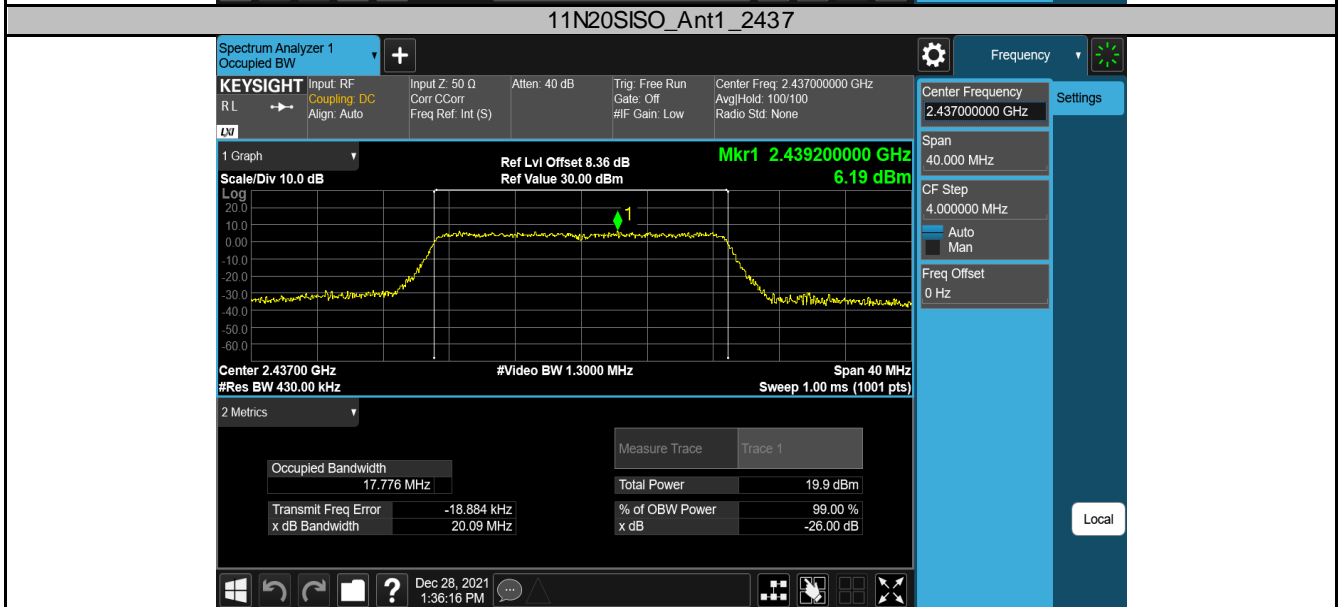 11N20SISO_Ant1_2437
Spectrum Analyzer 1
Occupied BW
+
Frequency
KEYSIGHT
R L
LXI
Input: RF
Coupling: DC
Align: Auto
Input Z: 50 Ω
Corr CCorr
Freq Ref: Int (S)
Atten: 40 dB
Trig: Free Run
Gate: Off
#IF Gain: Low
Center Freq: 2.437000000 GHz
Avg|Hold: 100/100
Radio Std: None
Center Frequency
2.437000000 GHz
Settings
Span
40.000 MHz
CF Step
4.000000 MHz
Auto
Man
Freq Offset
0 Hz
Local
1 Graph
Scale/Div 10.0 dB
Ref Lvl Offset 8.36 dB
Ref Value 30.00 dBm
Mkr1 2.439200000 GHz
6.19 dBm
Log
20.0
10.0
0.00
-10.0
-20.0
-30.0
-40.0
-50.0
-60.0
1
Center 2.43700 GHz
#Video BW 1.3000 MHz
Span 40 MHz
#Res BW 430.00 kHz
Sweep 1.00 ms (1001 pts)
2 Metrics
Measure Trace
Trace 1
Occupied Bandwidth
17.776 MHz
Total Power
19.9 dBm
Transmit Freq Error
-18.884 kHz
% of OBW Power
99.00 %
x dB Bandwidth
20.09 MHz
x dB
-26.00 dB
?
Dec 28, 2021
1:36:16 PM